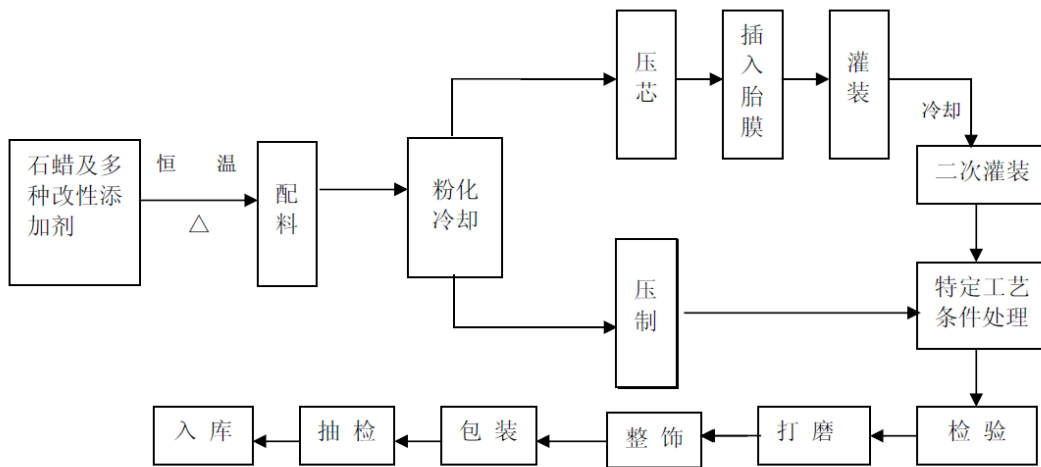 石蜡及多
种改性添
加剂
恒 温
△
配
料
粉化
冷却
压
芯
插
入
胎
膜
灌
装
冷却
二次灌装
压
制
特定工艺
条件处理
检 验
打 磨
整 饰
包 装
抽 检
入 库